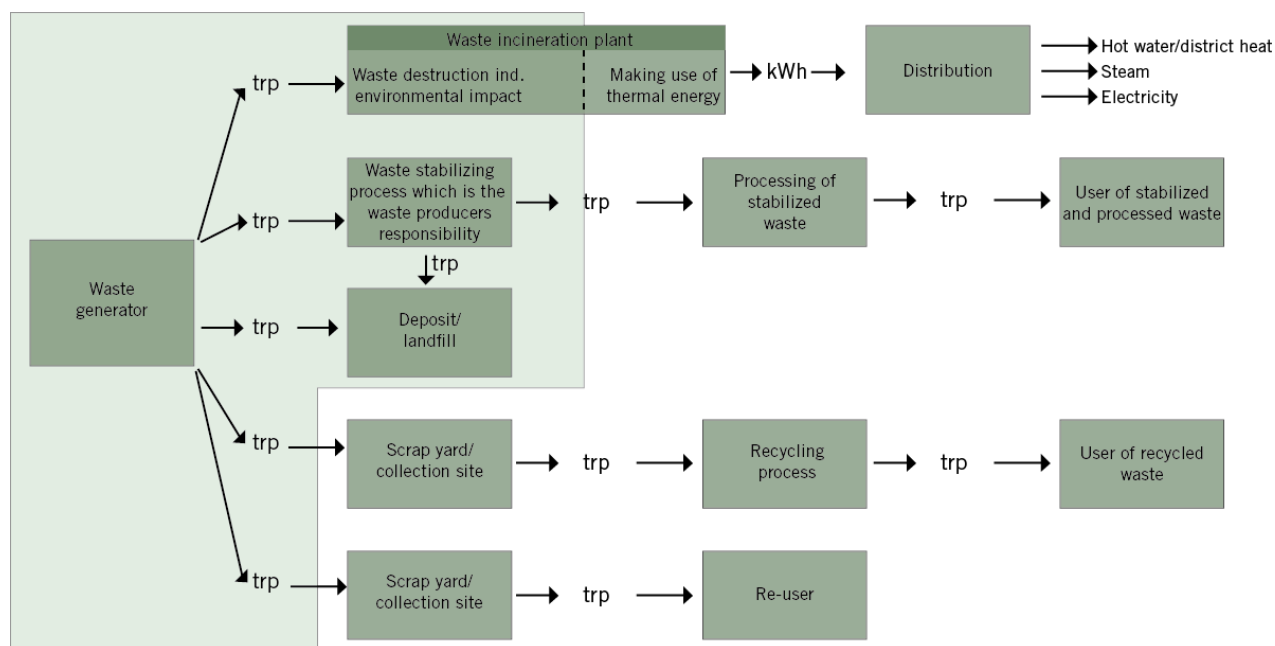 Waste incineration plant
trp
Waste destruction ind.
environmental impact
Making use of
thermal energy
kWh
Distribution
Hot water/district heat
Steam
Electricity
trp
Waste stabilizing
process which is the
waste producers
responsibility
trp
Processing of
stabilized
waste
trp
User of stabilized
and processed waste
trp
Waste
generator
trp
Deposit/
landfill
trp
Scrap yard/
collection site
trp
Recycling
process
trp
User of recycled
waste
trp
Scrap yard/
collection site
trp
Re-user